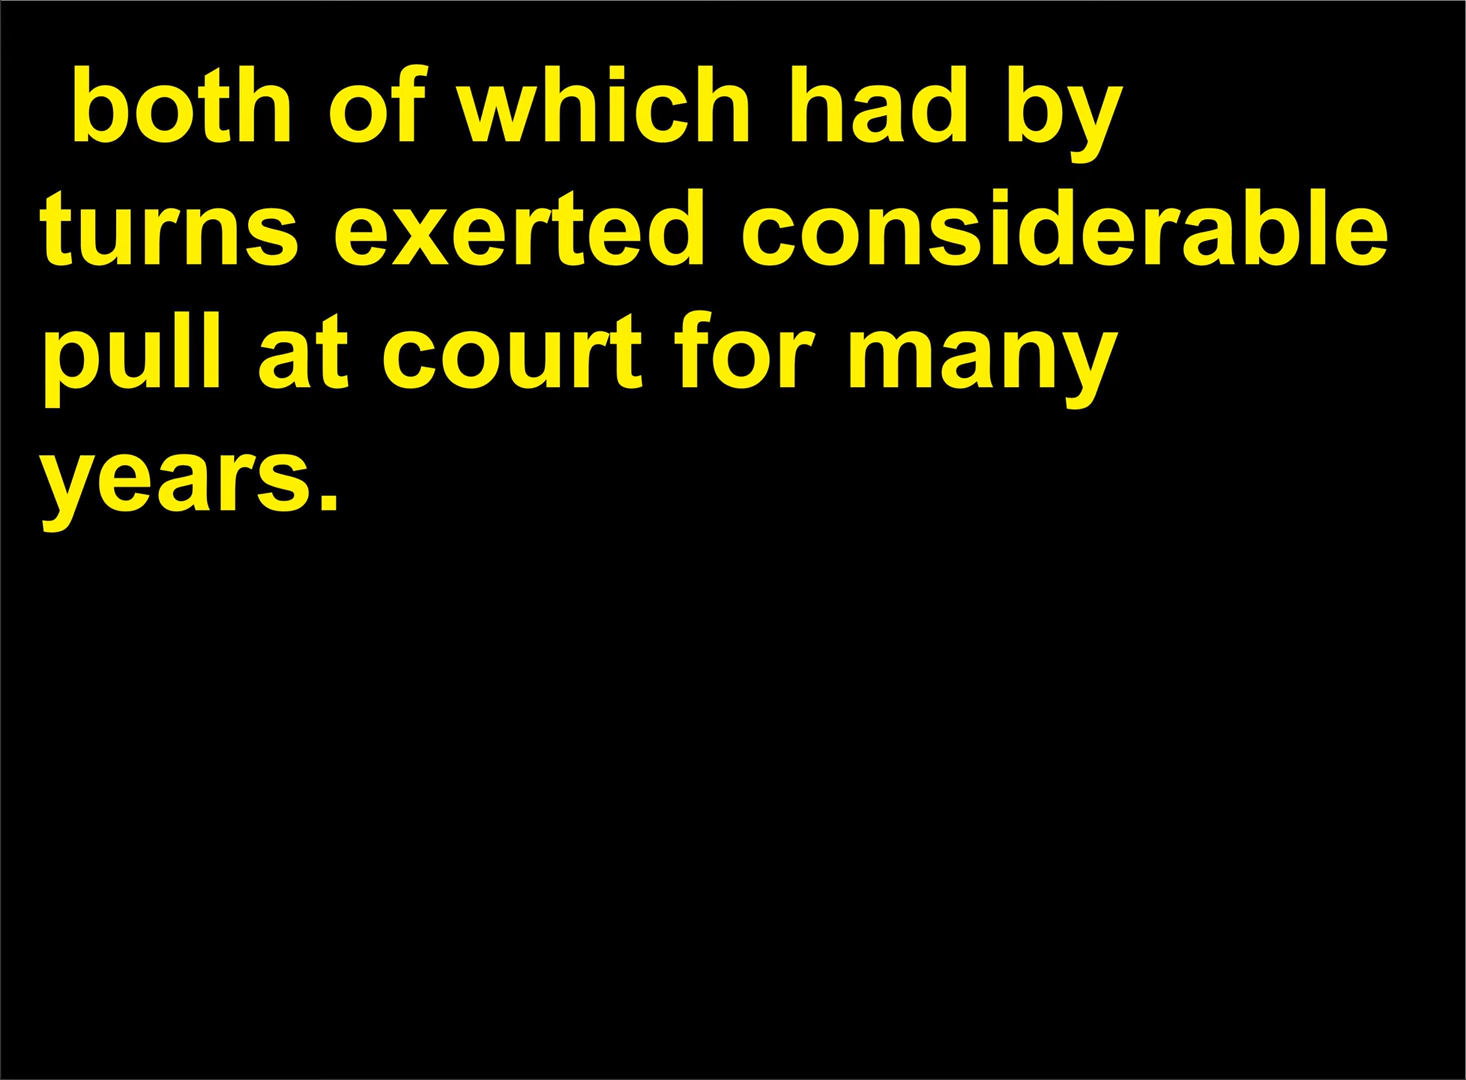 both of which had by
turns exerted considerable
pull at court for many
years.